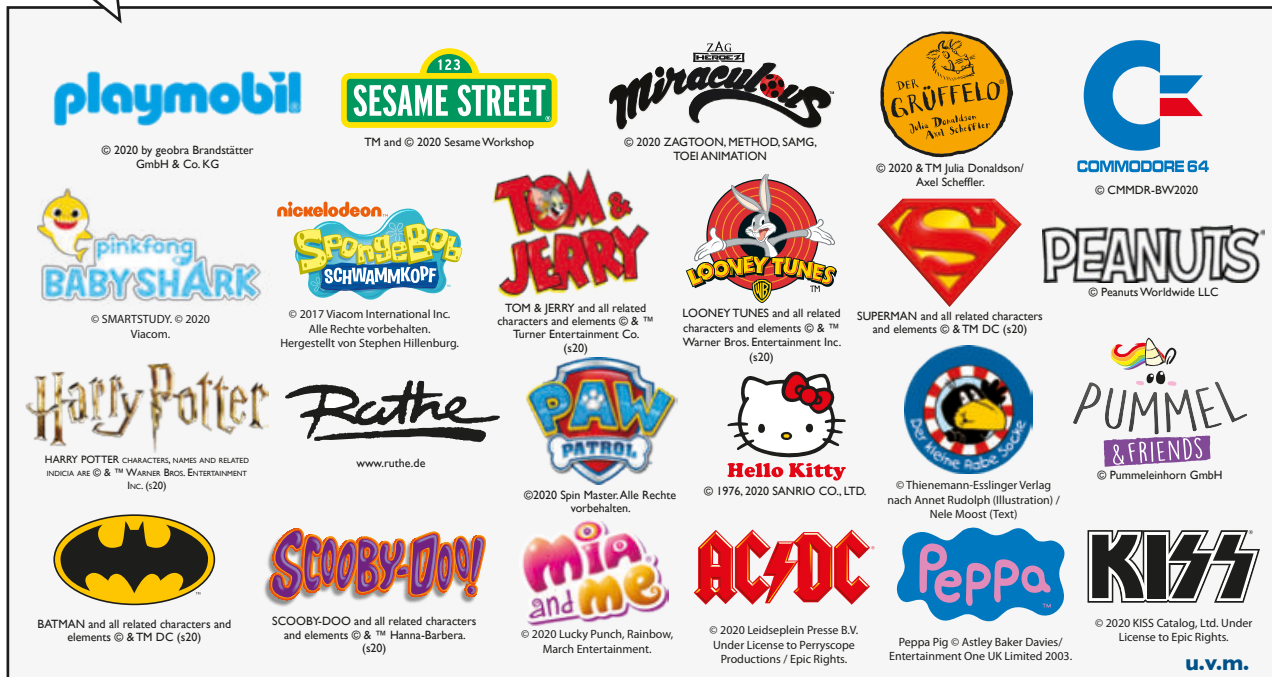 playmobil
© 2020 by geobra Brandstätter
GmbH & Co. KG
123
SESAME STREET
TM and © 2020 Sesame Workshop
ZAG
HEROEZ
Miraculous
© 2020 ZAGTOON, METHOD, SAMG,
TOEI ANIMATION
DER
GRÜFFELO
Julia Donaldson
Axel Scheffler
© 2020 & TM Julia Donaldson/
Axel Scheffler.
COMMODORE 64
© CMMDR-BW2020
pinkfong
BABY SHARK
© SMARTSTUDY. © 2020
Viacom.
nickelodeon
SpongeBob
SCHWAMMKOPF
© 2017 Viacom International Inc.
Alle Rechte vorbehalten.
Hergestellt von Stephen Hillenburg.
TOM &
JERRY
TOM & JERRY and all related
characters and elements © & ™
Turner Entertainment Co.
(s20)
LOONEY TUNES
WB
TM
LOONEY TUNES and all related
characters and elements © & ™
Warner Bros. Entertainment Inc.
(s20)
S
SUPERMAN and all related characters
and elements © & TM DC (s20)
PEANUTS
© Peanuts Worldwide LLC
Harry Potter
HARRY POTTER CHARACTERS, NAMES AND RELATED
INDICIA ARE © & ™ WARNER BROS. ENTERTAINMENT
INC. (s20)
Ruthe
www.ruthe.de
PAW
PATROL
©2020 Spin Master. Alle Rechte
vorbehalten.
Hello Kitty
© 1976, 2020 SANRIO CO., LTD.
Der kleine Rabe Socke
© Thienemann-Esslinger Verlag
nach Annet Rudolph (Illustration) /
Nele Moost (Text)
PUMMEL
& FRIENDS
© Pummeleinhorn GmbH
BATMAN and all related characters and
elements © & TM DC (s20)
SCOOBY-DOO!
SCOOBY-DOO and all related characters
and elements © & ™ Hanna-Barbera.
(s20)
mia
and me
© 2020 Lucky Punch, Rainbow,
March Entertainment.
AC/DC
© 2020 Leidseplein Presse B.V.
Under License to Perryscope
Productions / Epic Rights.
Peppa
Peppa Pig © Astley Baker Davies/
Entertainment One UK Limited 2003.
KISS
© 2020 KISS Catalog, Ltd. Under
License to Epic Rights.
u.v.m.